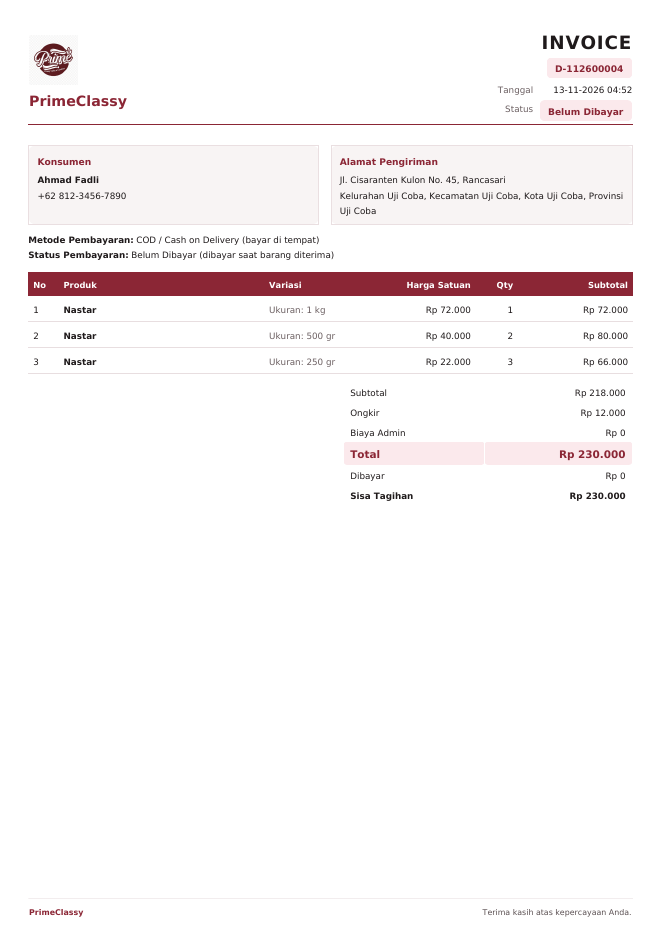 Prime
INVOICE
D-112600004
PrimeClassy
Tanggal 13-11-2026 04:52
Status Belum Dibayar
Konsumen
Ahmad Fadli
+62 812-3456-7890
Alamat Pengiriman
Jl. Cisaranten Kulon No. 45, Rancasari
Kelurahan Uji Coba, Kecamatan Uji Coba, Kota Uji Coba, Provinsi
Uji Coba
Metode Pembayaran: COD / Cash on Delivery (bayar di tempat)
Status Pembayaran: Belum Dibayar (dibayar saat barang diterima)
No Produk Variasi Harga Satuan Qty Subtotal
1 Nastar Ukuran: 1 kg Rp 72.000 1 Rp 72.000
2 Nastar Ukuran: 500 gr Rp 40.000 2 Rp 80.000
3 Nastar Ukuran: 250 gr Rp 22.000 3 Rp 66.000
Subtotal Rp 218.000
Ongkir Rp 12.000
Biaya Admin Rp 0
Total Rp 230.000
Dibayar Rp 0
Sisa Tagihan Rp 230.000
PrimeClassy Terima kasih atas kepercayaan Anda.